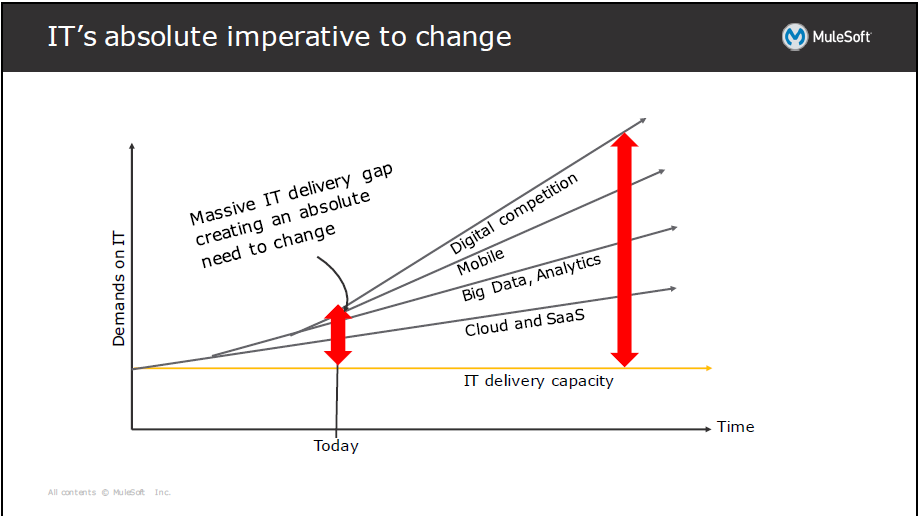 IT's absolute imperative to change
MuleSoft
Massive IT delivery gap
creating an absolute
need to change
Demands on IT
Digital competition
Mobile
Big Data, Analytics
Cloud and SaaS
IT delivery capacity
Time
Today
All contents © MuleSoft Inc.